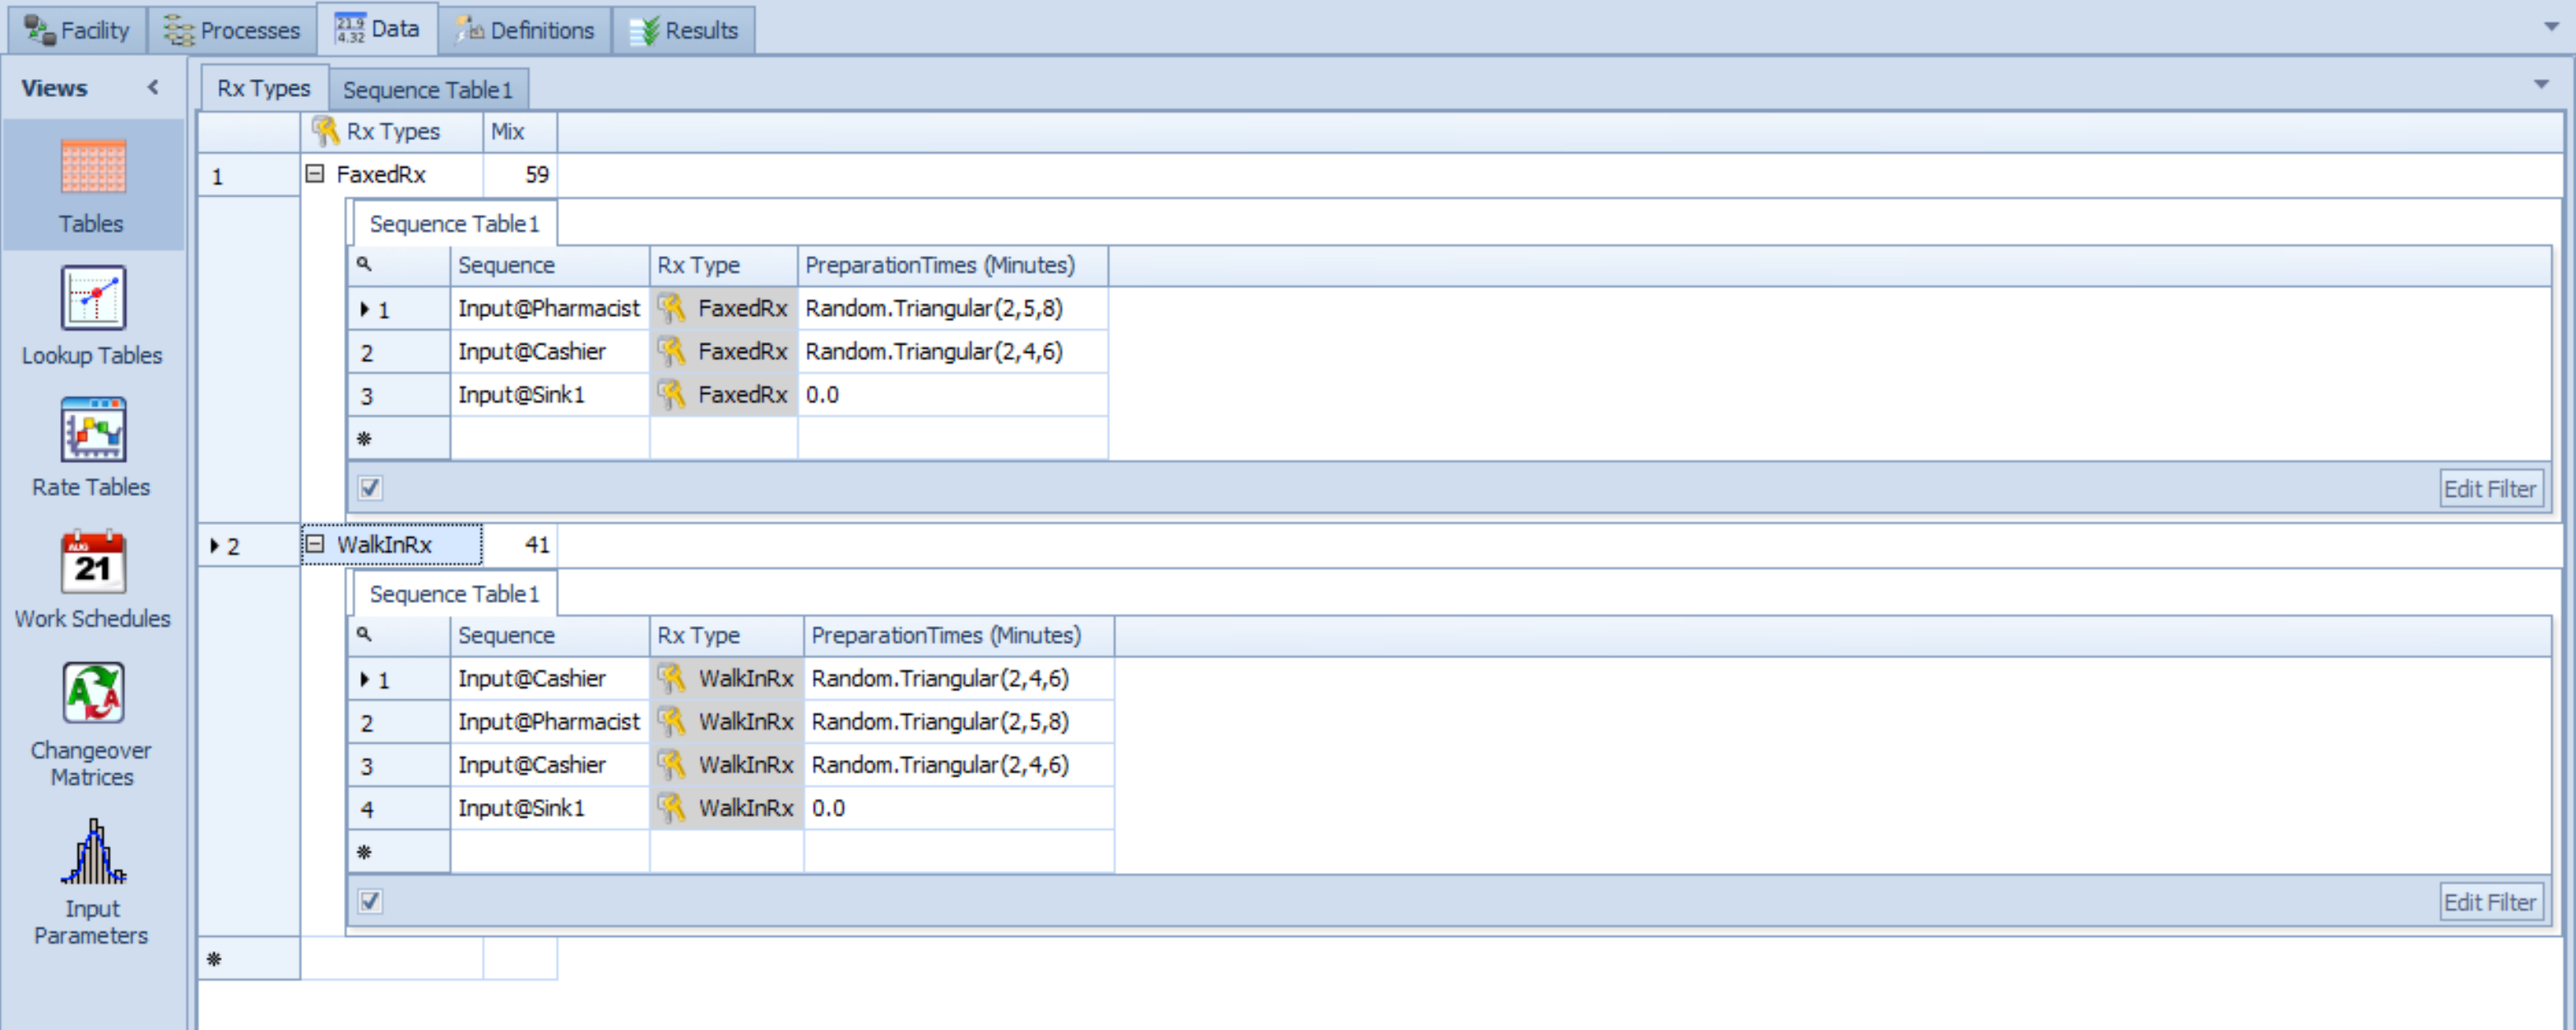 Facility Processes 21.9 4.32 Data Definitions Results
Views
Rx Types Sequence Table1
Tables
Lookup Tables
Rate Tables
AUG
21
Work Schedules
A A
Changeover
Matrices
Input
Parameters
Rx Types Mix
1 FaxedRx 59
Sequence Table1
Sequence Rx Type PreparationTimes (Minutes)
1 Input@Pharmacist FaxedRx Random.Triangular(2,5,8)
2 Input@Cashier FaxedRx Random.Triangular(2,4,6)
3 Input@Sink1 FaxedRx 0.0
Edit Filter
2 WalkInRx 41
Sequence Table1
Sequence Rx Type PreparationTimes (Minutes)
1 Input@Cashier WalkInRx Random.Triangular(2,4,6)
2 Input@Pharmacist WalkInRx Random.Triangular(2,5,8)
3 Input@Cashier WalkInRx Random.Triangular(2,4,6)
4 Input@Sink1 WalkInRx 0.0
Edit Filter